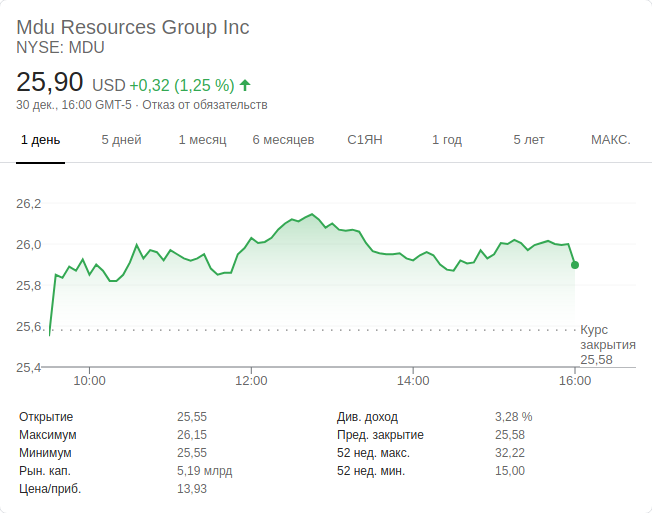 Mdu Resources Group Inc
NYSE: MDU
25,90 USD +0,32 (1,25 %)
30 дек., 16:00 GMT-5 · Отказ от обязательств
1 день 5 дней 1 месяц 6 месяцев С1ЯН 1 год 5 лет МАКС.
26,2
26,0
25,8
25,6
25,4
Курс
закрытия
25,58
10:00 12:00 14:00 16:00
Открытие 25,55
Максимум 26,15
Минимум 25,55
Рын. кап. 5,19 млрд
Цена/приб. 13,93
Див. доход 3,28 %
Пред. закрытие 25,58
52 нед. макс. 32,22
52 нед. мин. 15,00